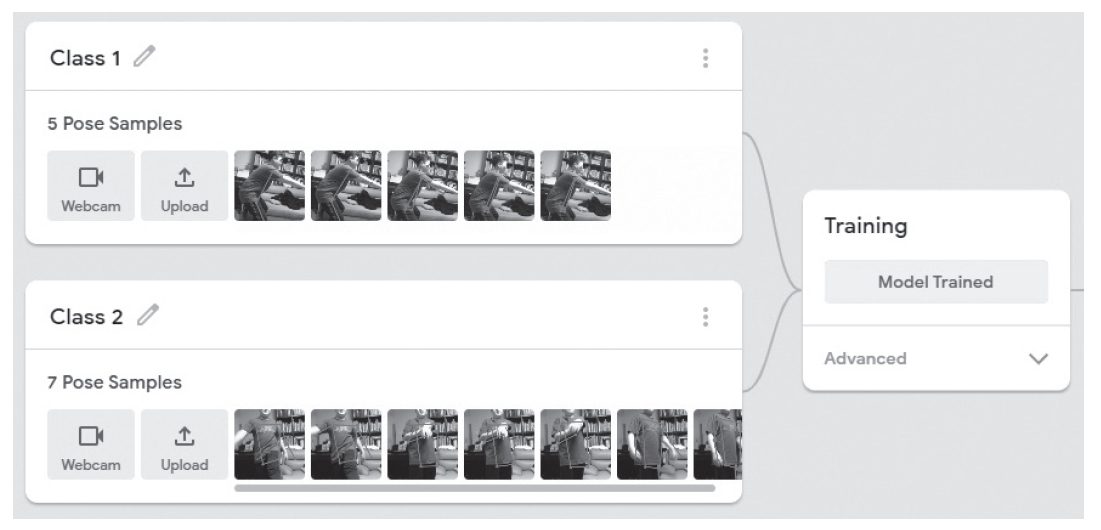 Class 1
5 Pose Samples
Webcam
Upload
Class 2
7 Pose Samples
Webcam
Upload
Training
Model Trained
Advanced